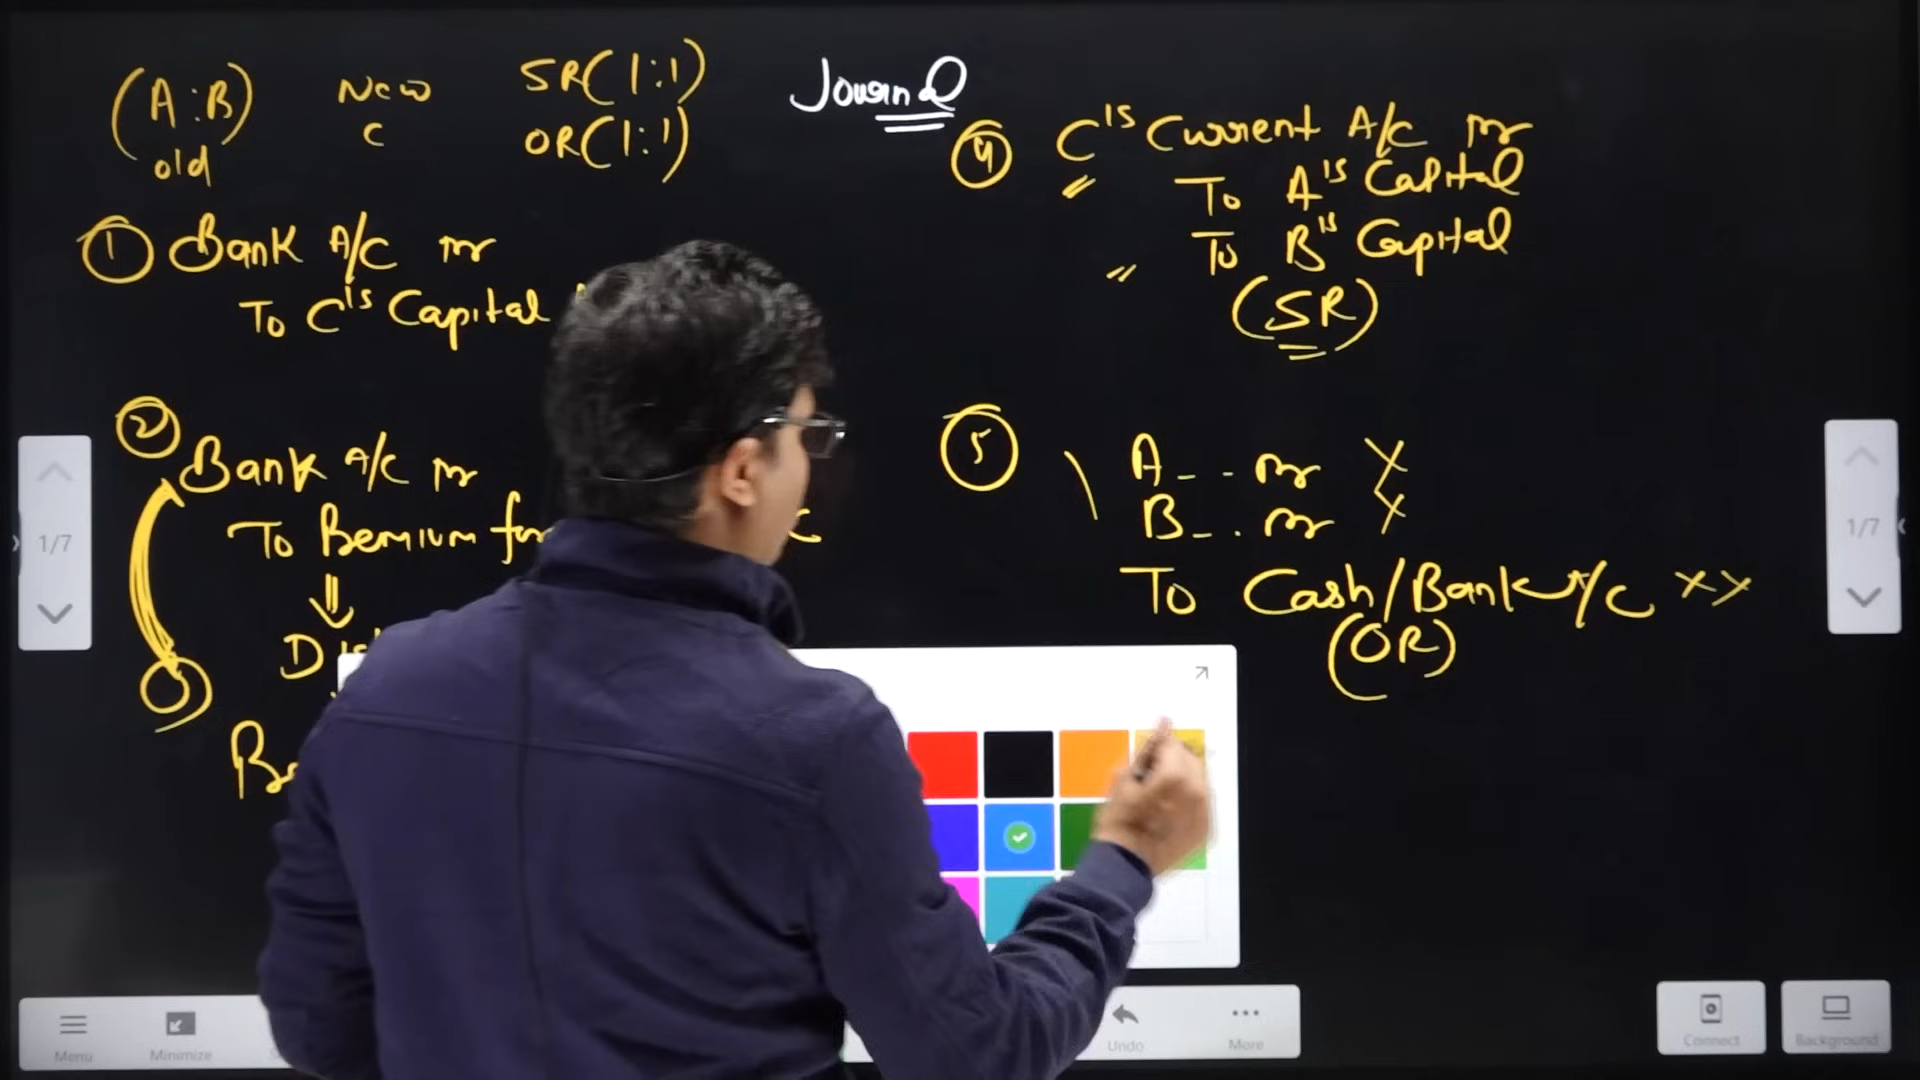 (A:B)
old
New
C
SR(1:1)
OR(1:1)
Journal
① Bank A/C Dr
To C's Capital
② Bank A/C Dr
To Premium for
④ C's Current A/C Dr
To A's Capital
To B's Capital
(SR)
⑤ A - - Dr X
B - . Dr X
To Cash/Bank A/C XX
(OR)
1/7
1/7
Menu
Minimize
Undo
More
Connect
Background